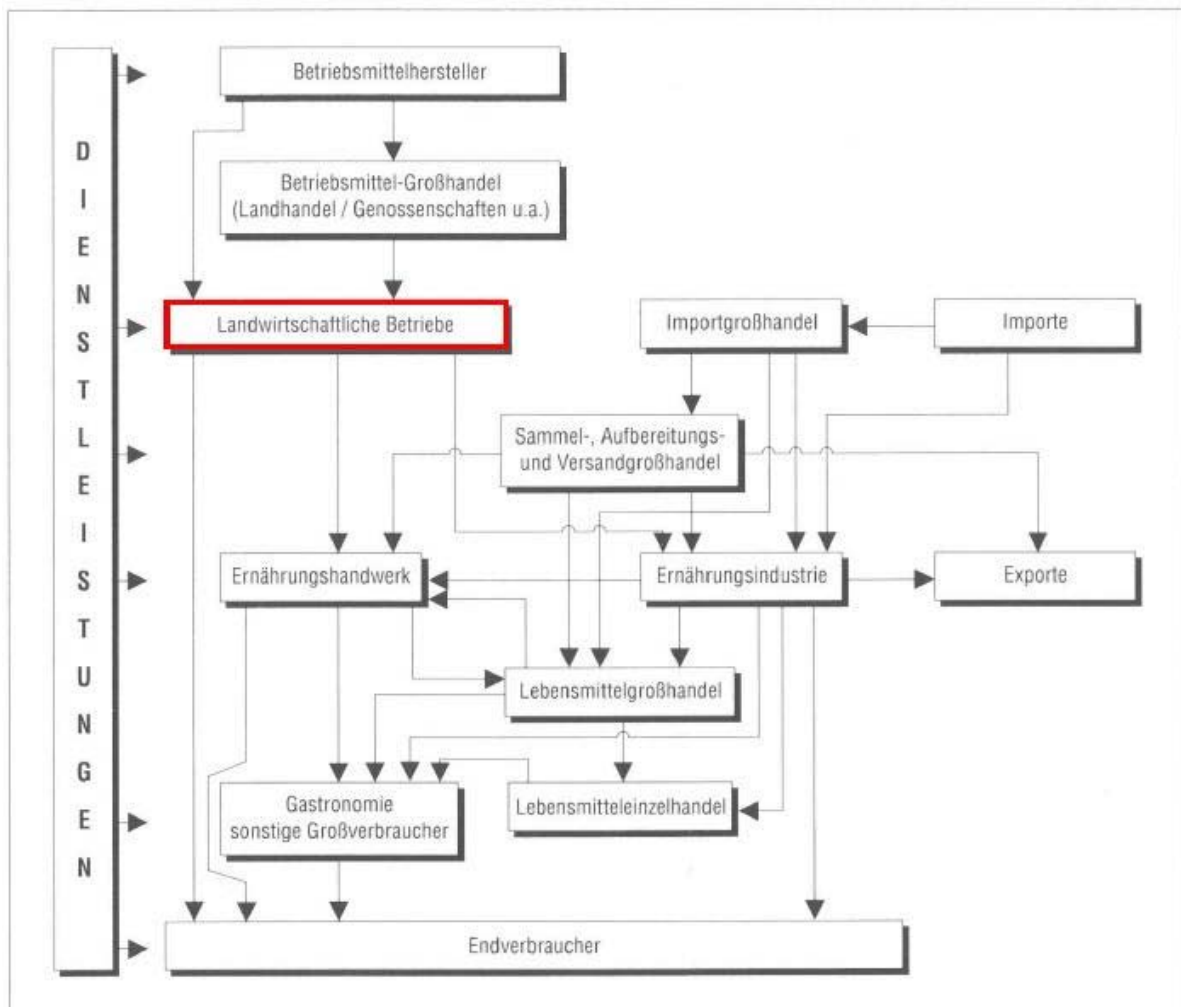 DIENSTLEISTUNGEN
Betriebsmittelhersteller
Betriebsmittel-Großhandel
(Landhandel / Genossenschaften u.a.)
Landwirtschaftliche Betriebe
Importgroßhandel
Importe
Sammel-, Aufbereitungs-
und Versandgroßhandel
Ernährungshandwerk
Ernährungsindustrie
Exporte
Lebensmittelgroßhandel
Gastronomie
sonstige Großverbraucher
Lebensmitteleinzelhandel
Endverbraucher